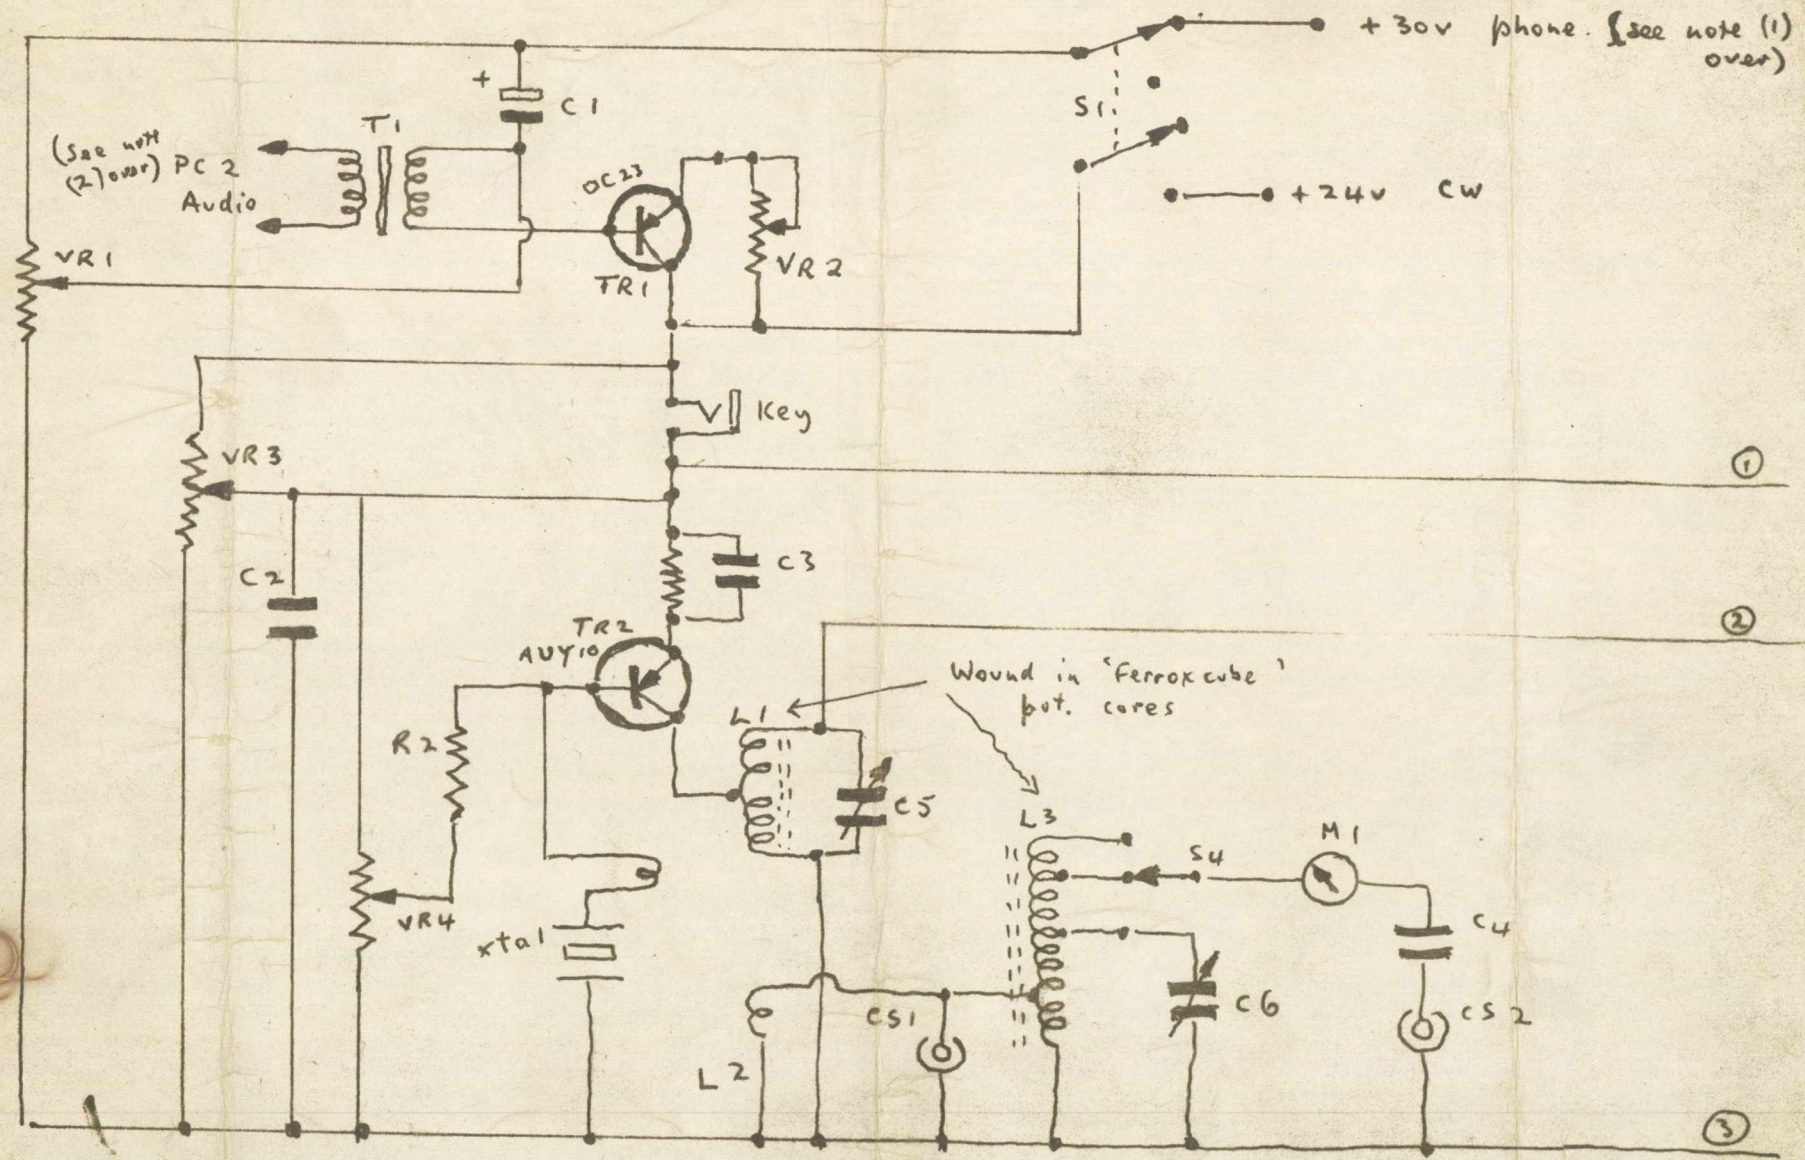 +30v phone. (see note (1)
over)
+
C1
S1
T1
(See note
(2) over) PC2
Audio
OC23
+24v CW
VR1
VR2
TR1
Key
VR3
①
C3
C2
②
TR2
AUY10
Wound in 'Ferroxcube'
pot. cores
L1
R2
C5
L3
M1
S4
VR4
C4
xtal
C6
CS1
CS2
L2
③